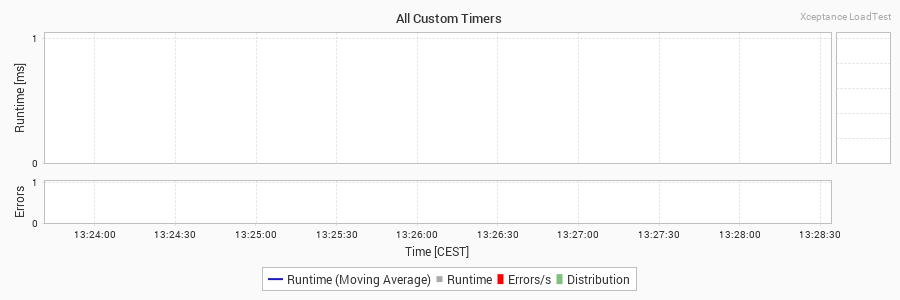 All Custom Timers
Xceptance LoadTest
Runtime [ms]
1
0
Errors
1
0
13:24:00 13:24:30 13:25:00 13:25:30 13:26:00 13:26:30 13:27:00 13:27:30 13:28:00 13:28:30
Time [CEST]
Runtime (Moving Average) Runtime Errors/s Distribution